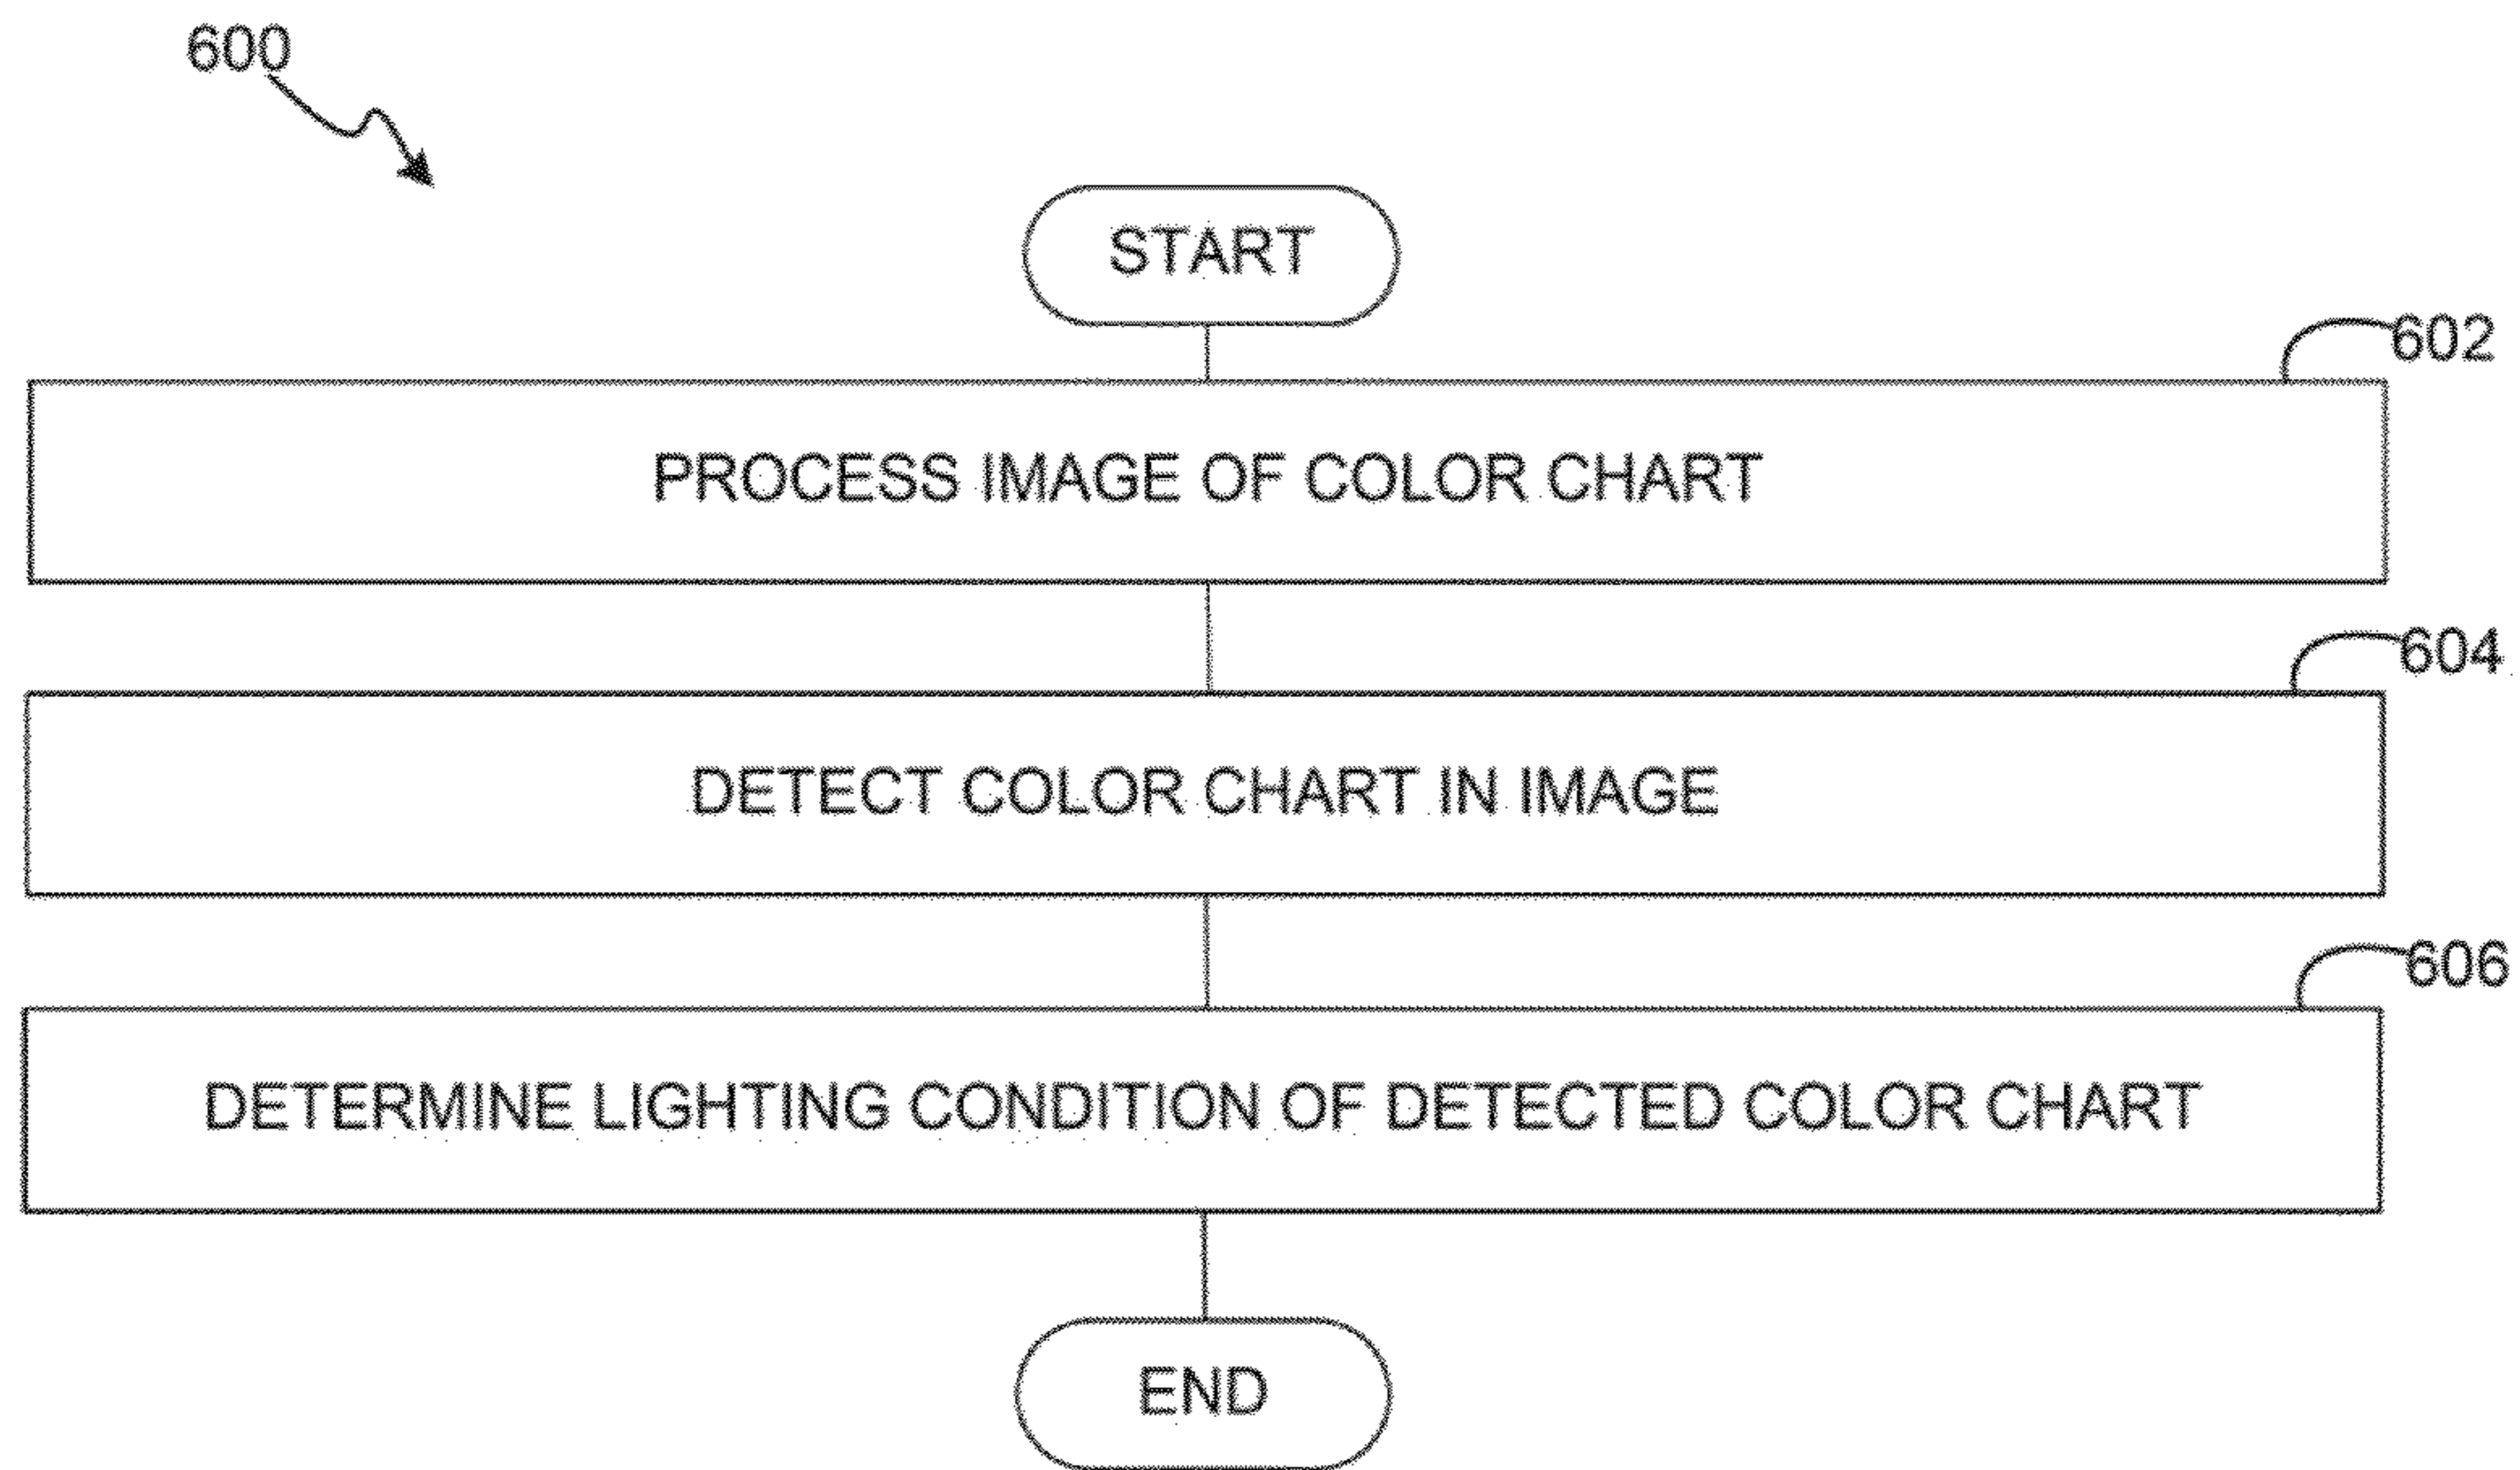 600
START
602
PROCESS IMAGE OF COLOR CHART
604
DETECT COLOR CHART IN IMAGE
606
DETERMINE LIGHTING CONDITION OF DETECTED COLOR CHART
END